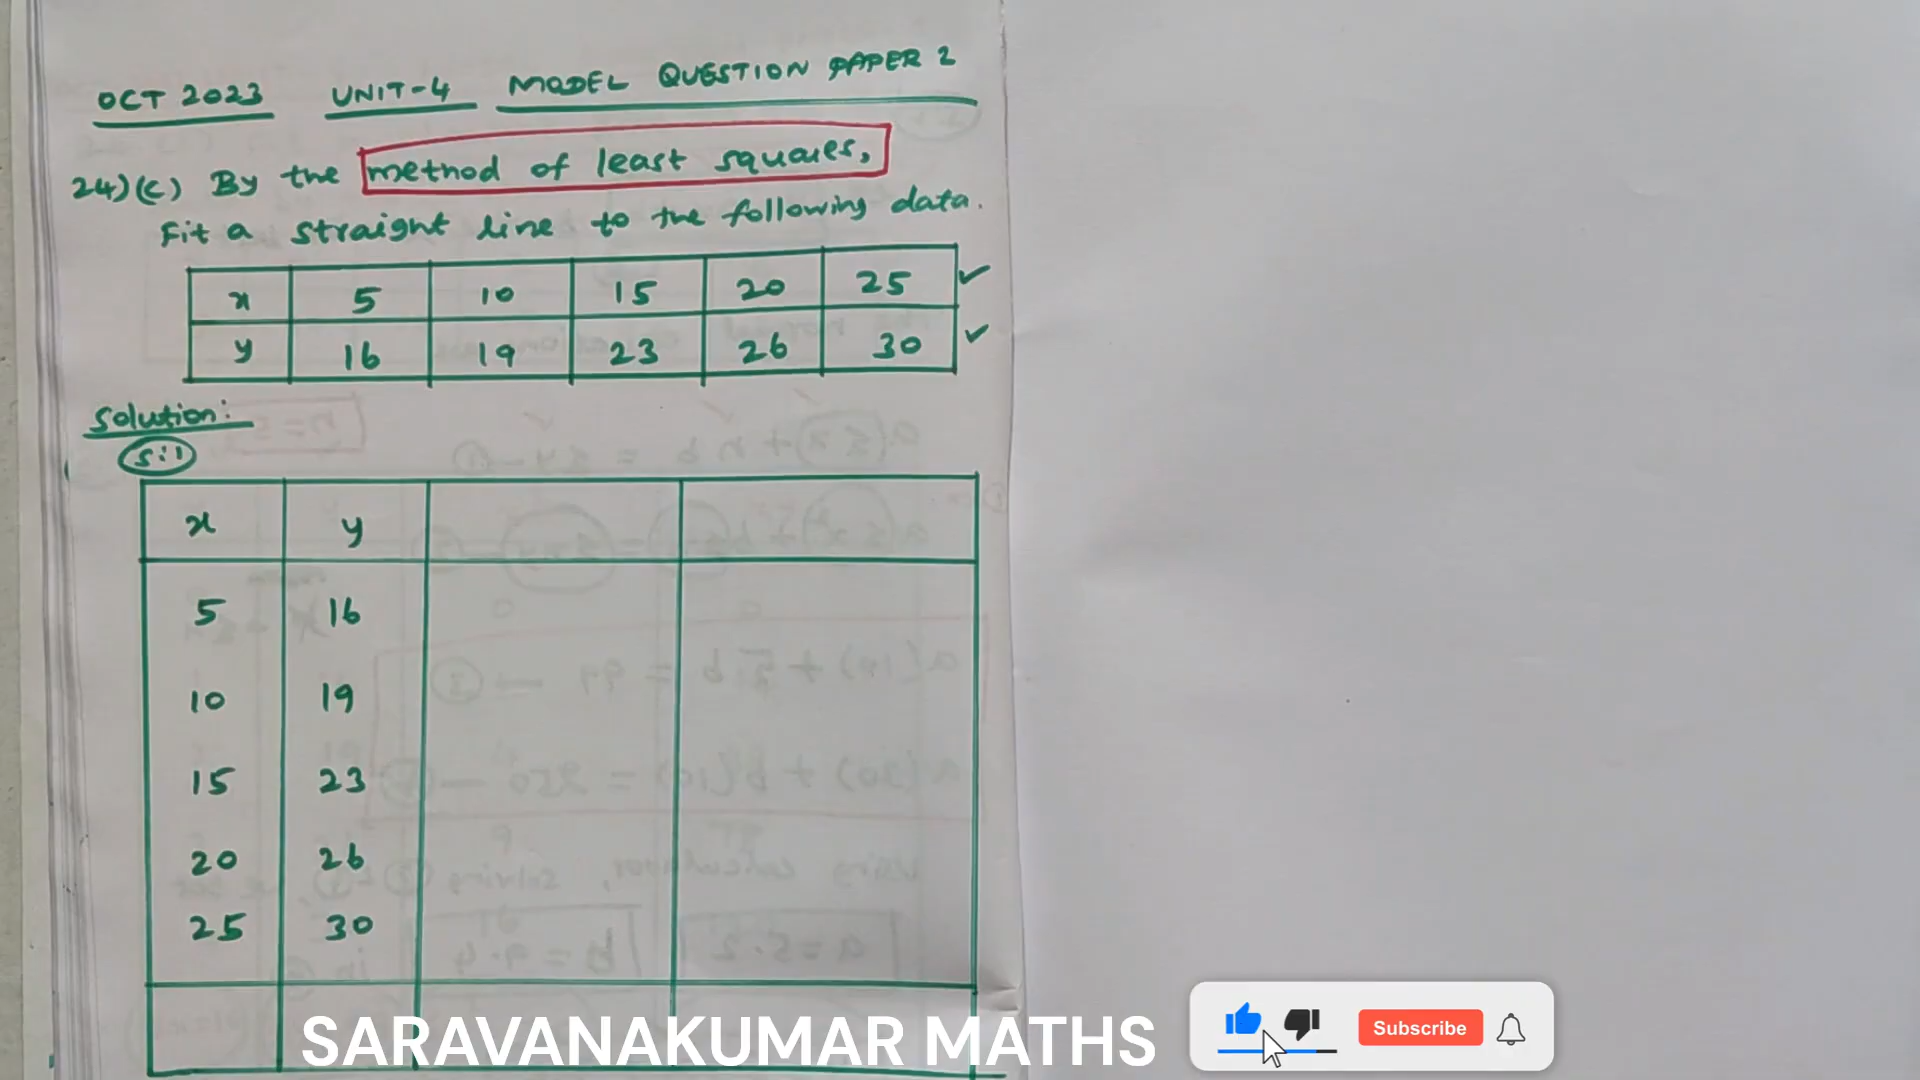 OCT 2023 UNIT-4 MODEL QUESTION PAPER 2
24)(c) By the method of least squares,
Fit a straight line to the following data.
x 5 10 15 20 25 ✓
y 16 19 23 26 30 ✓
Solution:
S:1
x y
5 16
10 19
15 23
20 26
25 30
SARAVANAKUMAR MATHS
Subscribe